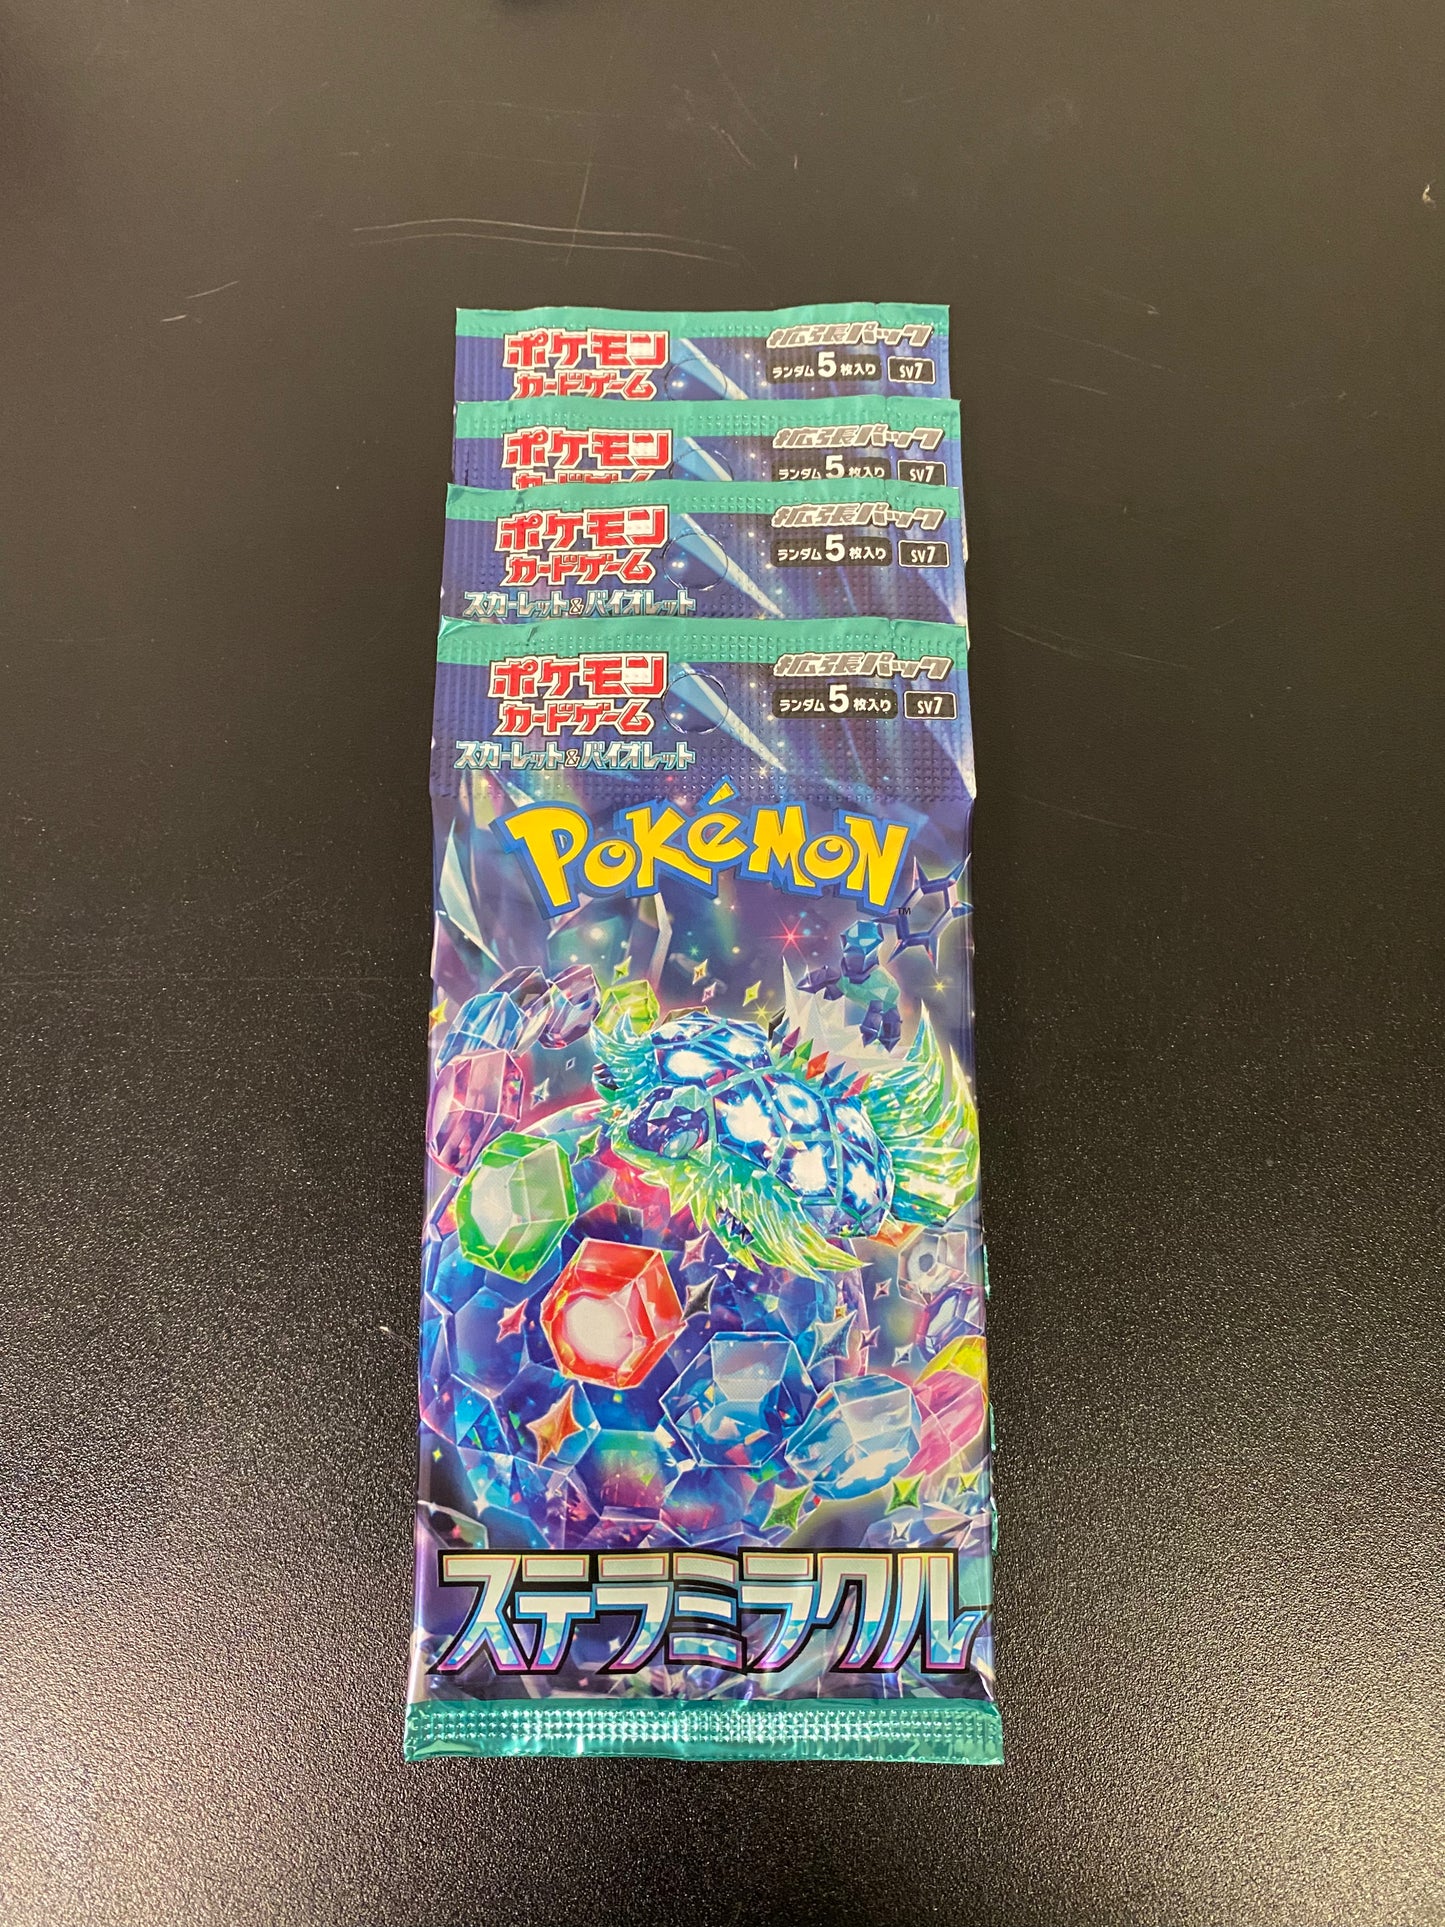 ポケモン
カードゲーム
拡張パック
ランダム5枚入り SV7
ポケモン
カードゲーム
拡張パック
ランダム5枚入り SV7
ポケモン
カードゲーム
スカーレット&バイオレット
拡張パック
ランダム5枚入り SV7
ポケモン
カードゲーム
スカーレット&バイオレット
拡張パック
ランダム5枚入り SV7
POKéMON
TM
ステラミラクル